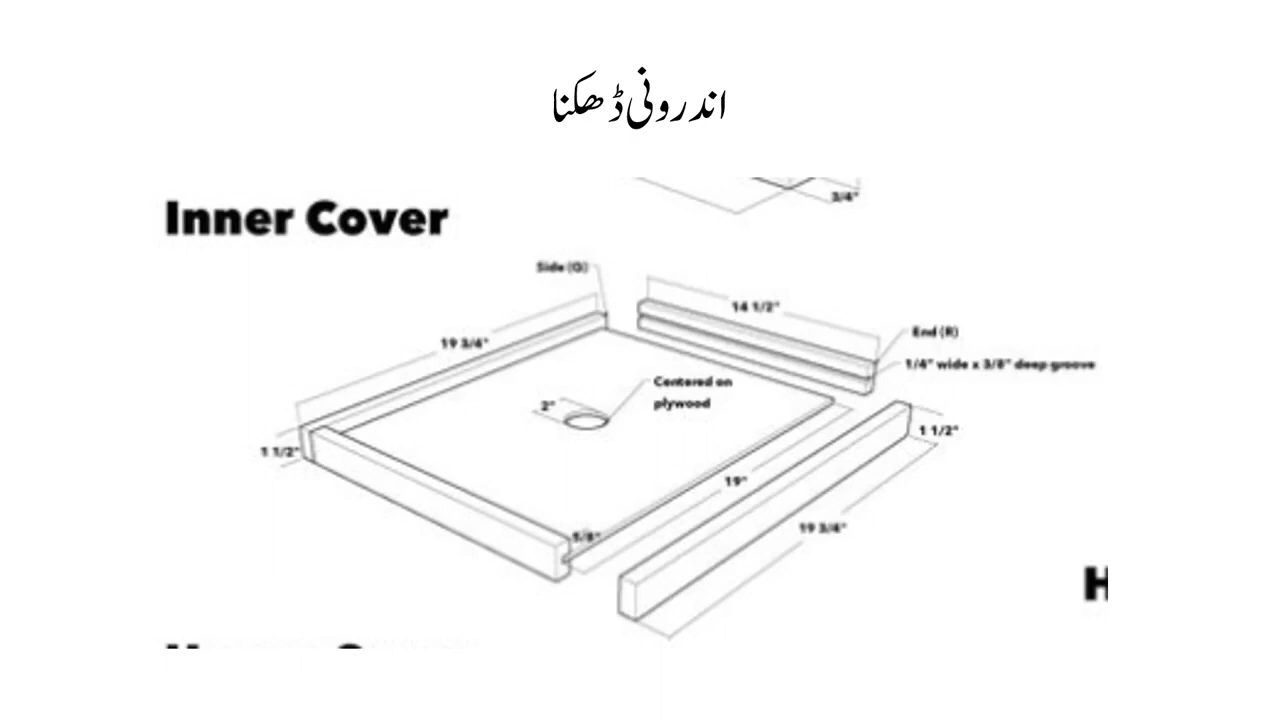 اندرونی ڈھکنا
3/4"
Inner Cover
Side (Q)
14 1/2"
End (R)
19 3/4"
1/4" wide x 3/8" deep groove
Centered on
plywood
2"
1 1/2"
1 1/2"
19"
19 3/4"
5/8"
H